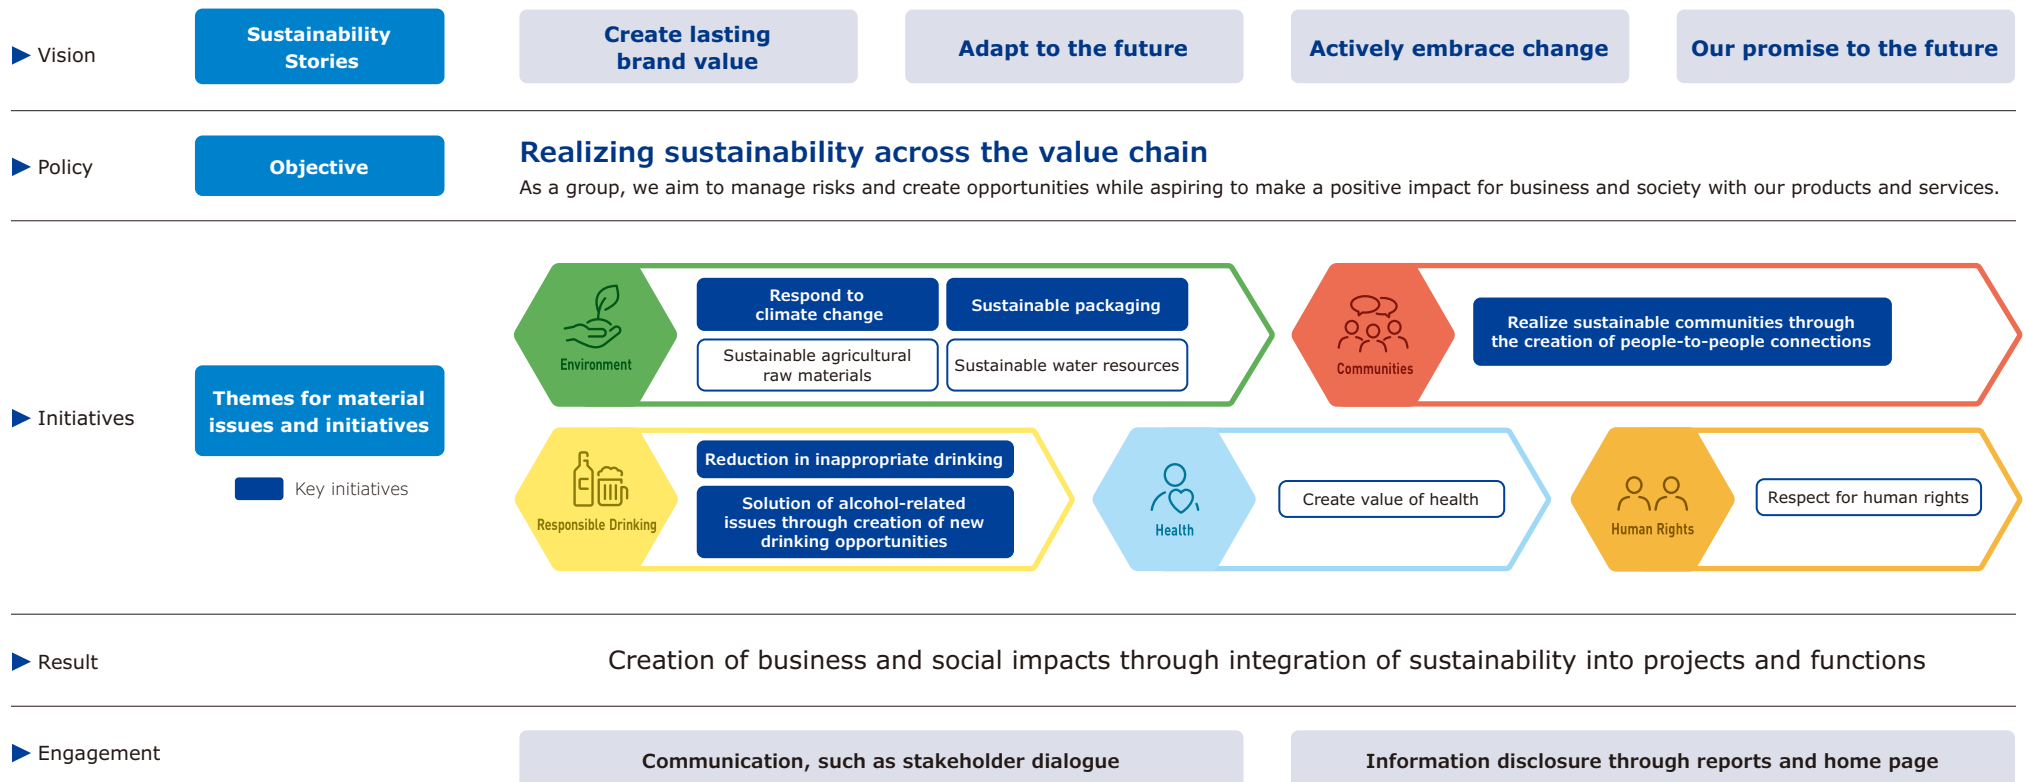 Vision
Sustainability
Stories
Create lasting
brand value
Adapt to the future
Actively embrace change
Our promise to the future
Policy
Objective
Realizing sustainability across the value chain
As a group, we aim to manage risks and create opportunities while aspiring to make a positive impact for business and society with our products and services.
Initiatives
Themes for material
issues and initiatives
Key initiatives
Environment
Respond to
climate change
Sustainable packaging
Sustainable agricultural
raw materials
Sustainable water resources
Communities
Realize sustainable communities through
the creation of people-to-people connections
Responsible Drinking
Reduction in inappropriate drinking
Solution of alcohol-related
issues through creation of new
drinking opportunities
Health
Create value of health
Human Rights
Respect for human rights
Result
Creation of business and social impacts through integration of sustainability into projects and functions
Engagement
Communication, such as stakeholder dialogue
Information disclosure through reports and home page